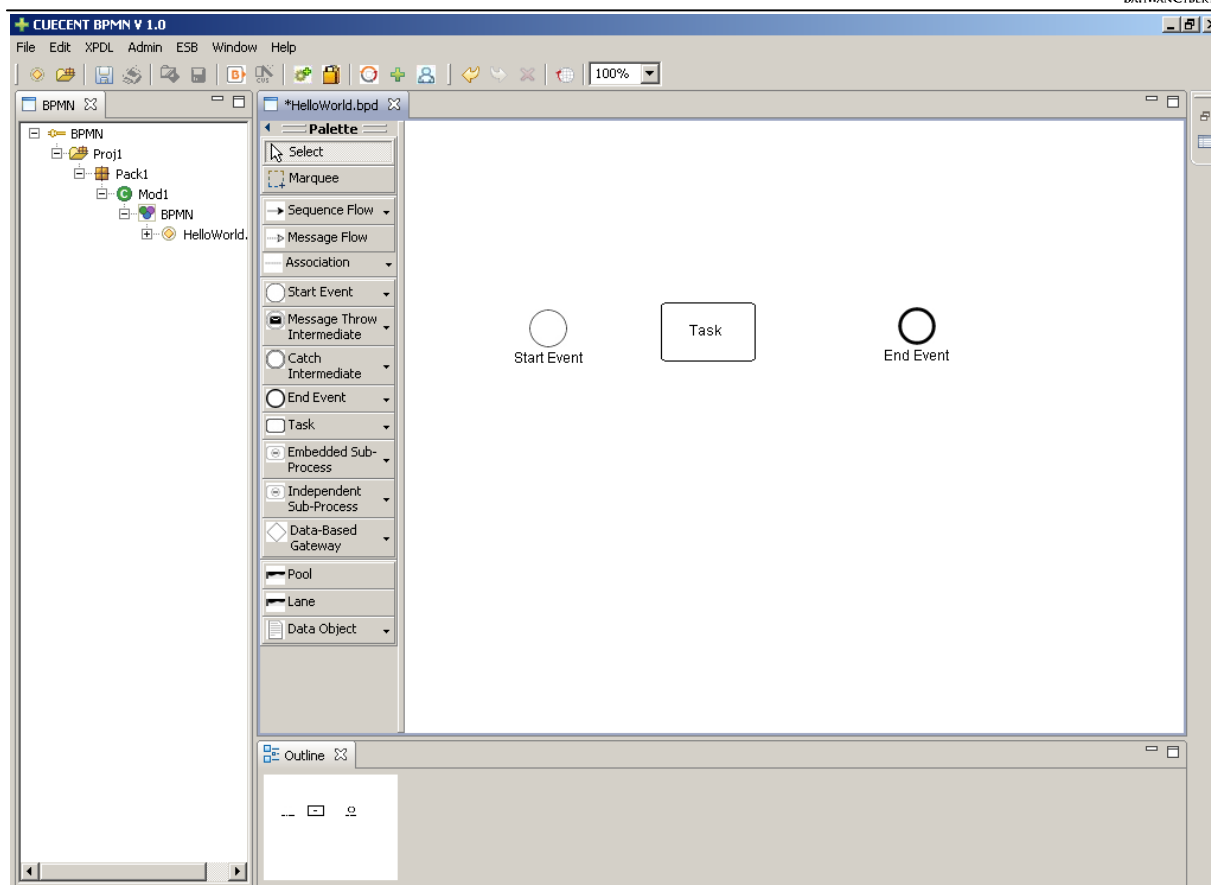 CUECENT BPMN V 1.0
File Edit XPDL Admin ESB Window Help
100%
BPMN
*HelloWorld.bpd
BPMN
Proj1
Pack1
Mod1
BPMN
HelloWorld.
Palette
Select
Marquee
Sequence Flow
Message Flow
Association
Start Event
Message Throw
Intermediate
Catch
Intermediate
End Event
Task
Embedded Sub-
Process
Independent
Sub-Process
Data-Based
Gateway
Pool
Lane
Data Object
Start Event
Task
End Event
Outline